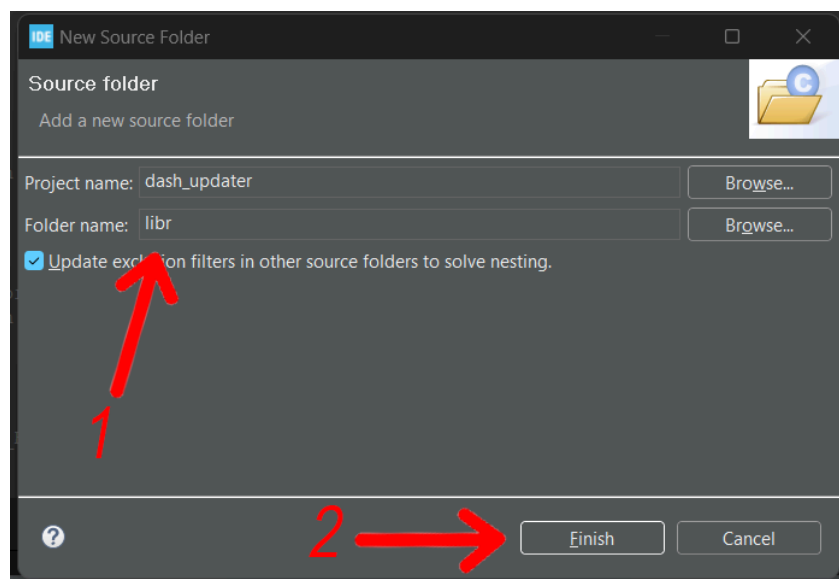 IDE New Source Folder
Source folder
Add a new source folder
Project name: dash_updater Browse...
Folder name: libr Browse...
Update filters in other source folders to solve nesting.
1
2
? Finish Cancel